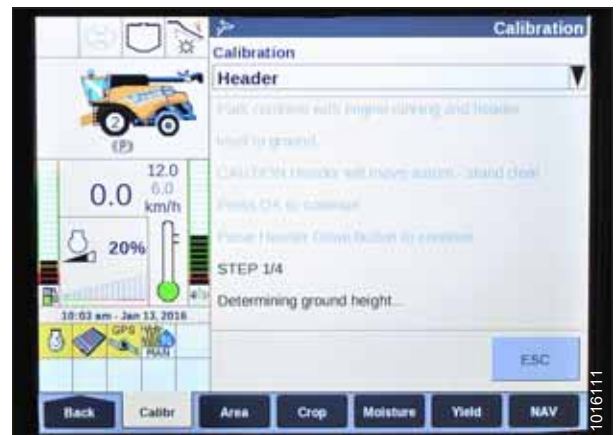 Calibration
Calibration
Header
Park combine with engine running and header
level to ground.
CAUTION Header will move autom - stand clear
Press OK to continue
Press Header Down Button to continue
STEP 1/4
Determining ground height...
ESC
2
(P)
12.0
0.0
6.0
km/h
20%
10:03 am - Jan 13, 2016
GPS
MAN
Back
Calibr
Area
Crop
Moisture
Yield
NAV
1016111